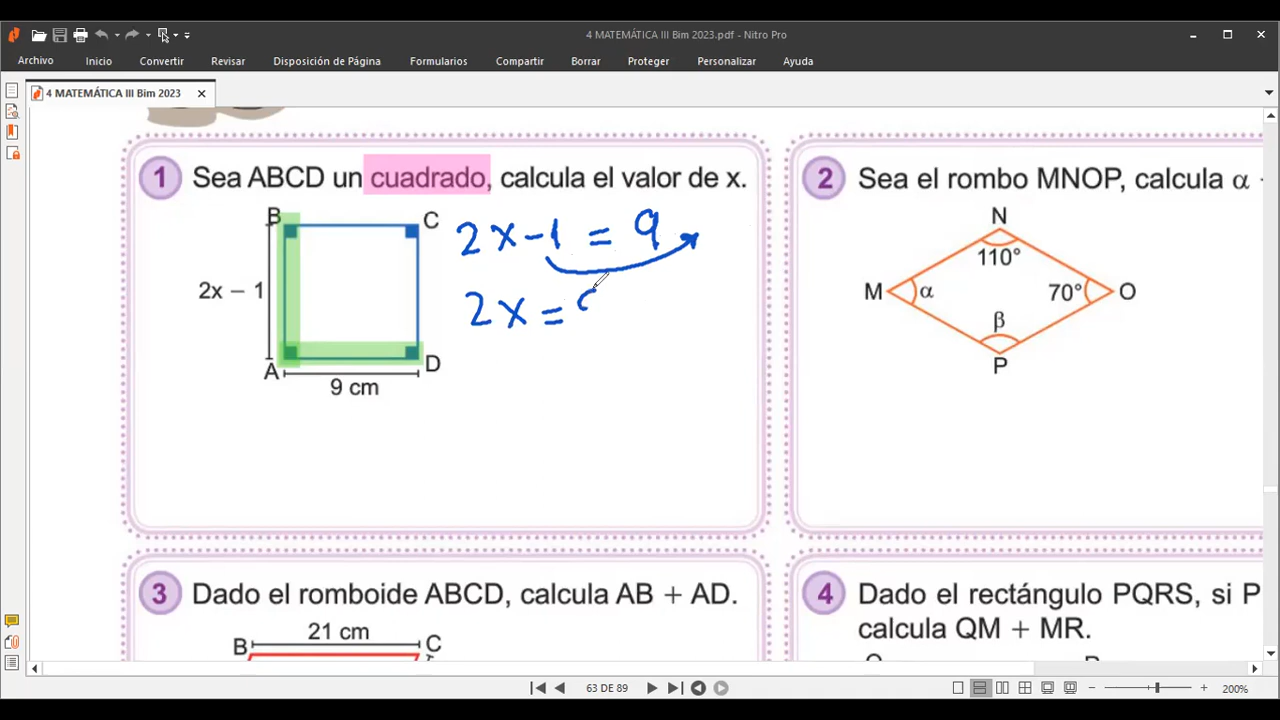 4 MATEMÁTICA III Bim 2023.pdf - Nitro Pro
Archivo Inicio Convertir Revisar Disposición de Página Formularios Compartir Borrar Proteger Personalizar Ayuda
4 MATEMÁTICA III Bim 2023
1 Sea ABCD un cuadrado, calcula el valor de x.
B C
2x − 1
A D
9 cm
2x-1 = 9
2x =
2 Sea el rombo MNOP, calcula α
N
110°
M α 70° O
β
P
3 Dado el romboide ABCD, calcula AB + AD.
21 cm
B C
4 Dado el rectángulo PQRS, si P
calcula QM + MR.
63 DE 89
200%